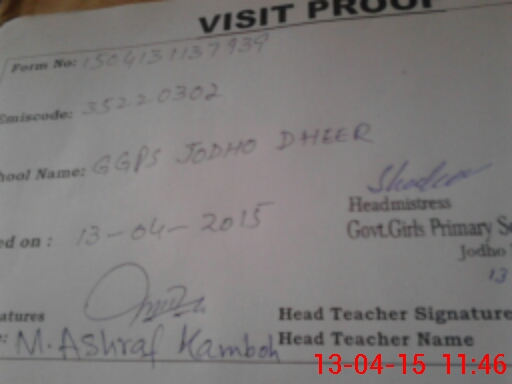 VISIT PROOF
Form No: 1504131137939
Emiscode: 35220302
hool Name: GGPS JODHO DHEER
ed on : 13-04-2015
Headmistress
Govt.Girls Primary S
Jodho
13
atures
Head Teacher Signature
M. Ashraf Kamboh
Head Teacher Name
13-04-15 11:46